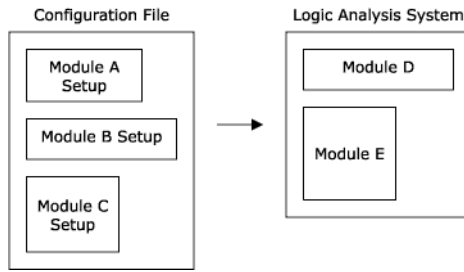 Configuration File
Module A
Setup
Module B Setup
Module C
Setup
Logic Analysis System
Module D
Module E